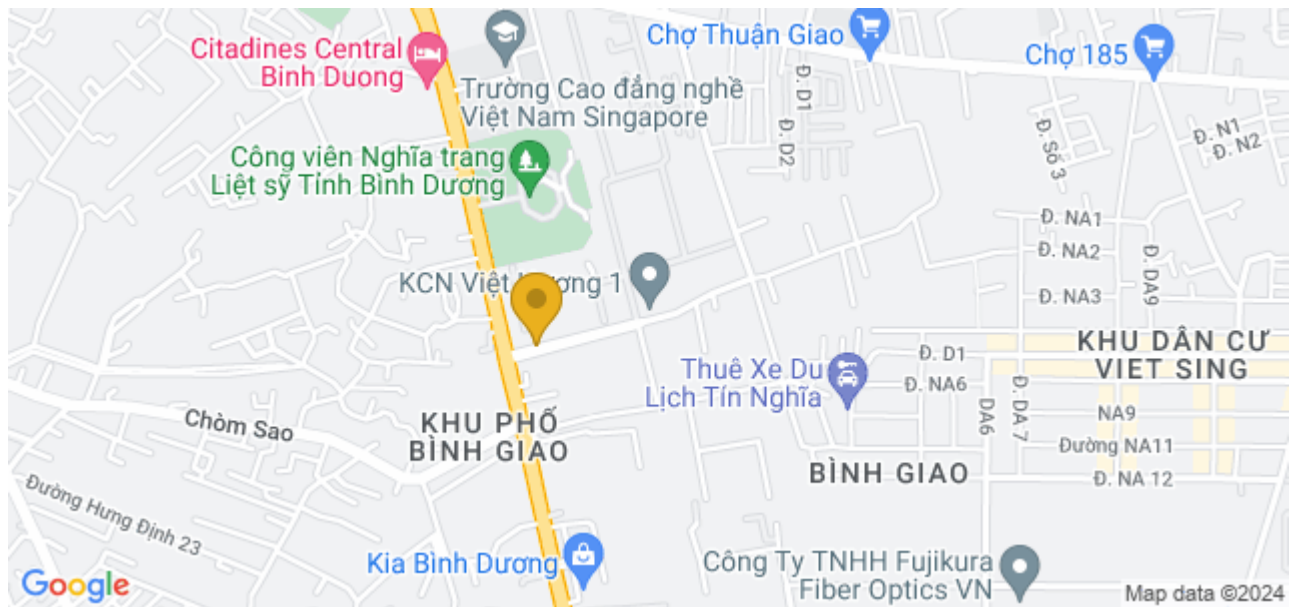 Citadines Central
Binh Duong
Trường Cao đẳng nghề
Việt Nam Singapore
Chợ Thuận Giao
Chợ 185
Đ. D1
Đ. D2
Đ. Số 3
Đ. N1
Đ. N2
Công viên Nghĩa trang
Liệt sỹ Tỉnh Bình Dương
Đ. NA1
Đ. NA2
Đ. DA9
KCN Việt Hương 1
Đ. NA3
KHU DÂN CƯ
VIET SING
Đ. D1
Thuê Xe Du
Lịch Tín Nghĩa
Đ. NA6
DA6
Đ. DA 7
NA9
Chòm Sao
KHU PHỐ
BÌNH GIAO
Đường NA11
BÌNH GIAO
Đ. NA 12
Đường Hưng Định 23
Kia Bình Dương
Công Ty TNHH Fujikura
Fiber Optics VN
Google
Map data ©2024